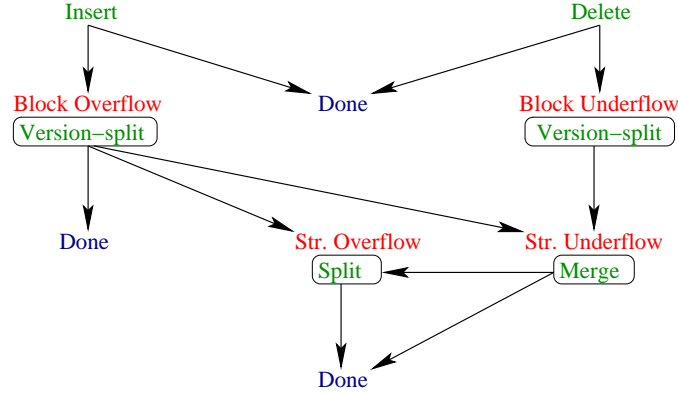 Insert
Delete
Block Overflow
Done
Block Underflow
Version-split
Version-split
Done
Str. Overflow
Str. Underflow
Split
Merge
Done